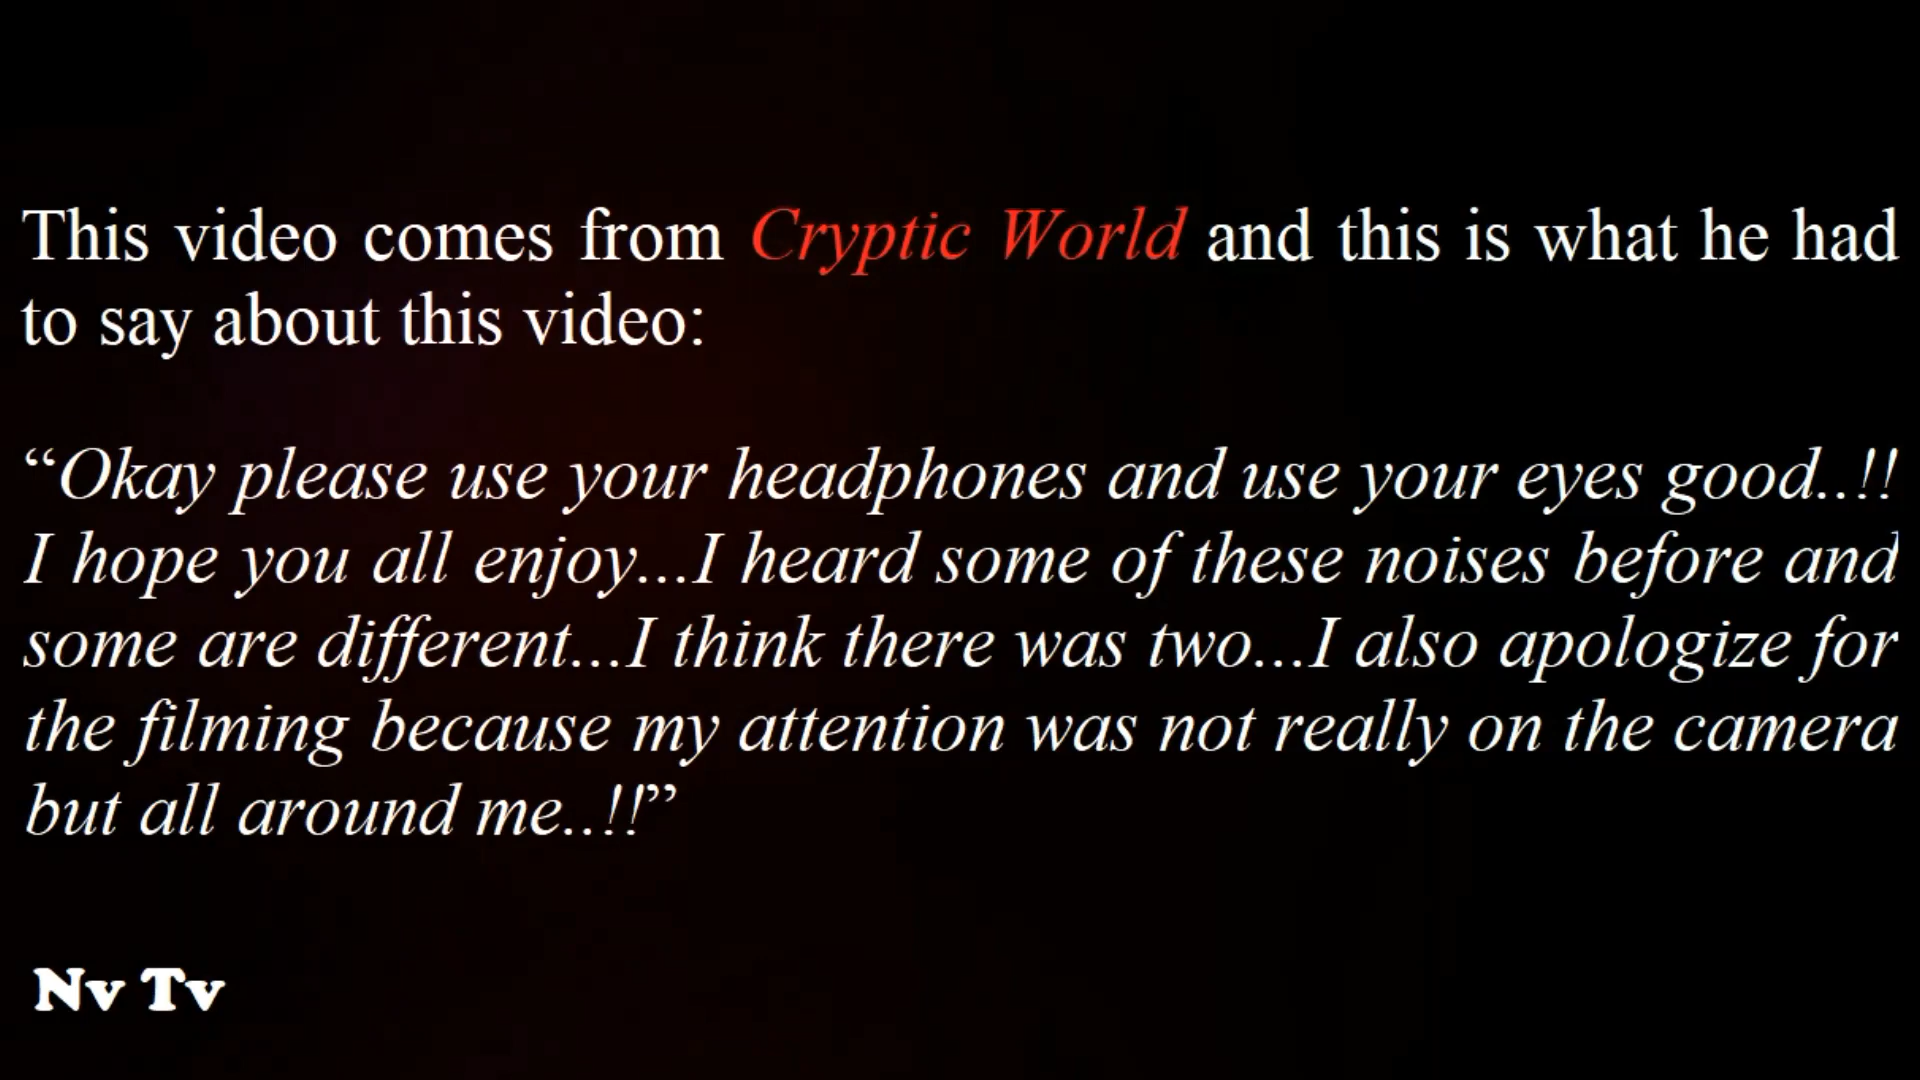 This video comes from Cryptic World and this is what he had
to say about this video:
“Okay please use your headphones and use your eyes good..!!
I hope you all enjoy...I heard some of these noises before and
some are different...I think there was two...I also apologize for
the filming because my attention was not really on the camera
but all around me..!!”
Nv Tv